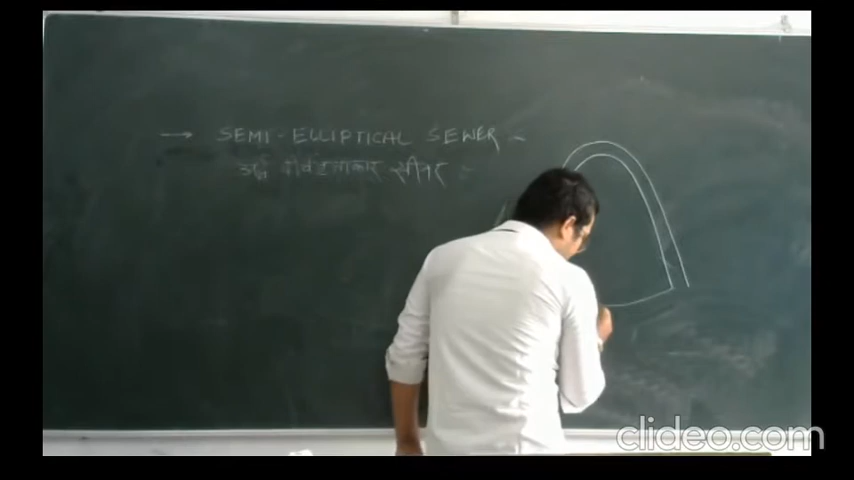 → SEMI-ELLIPTICAL SEWER -
अर्द्ध दीर्घ वृत्ताकार सीवर
clideo.com